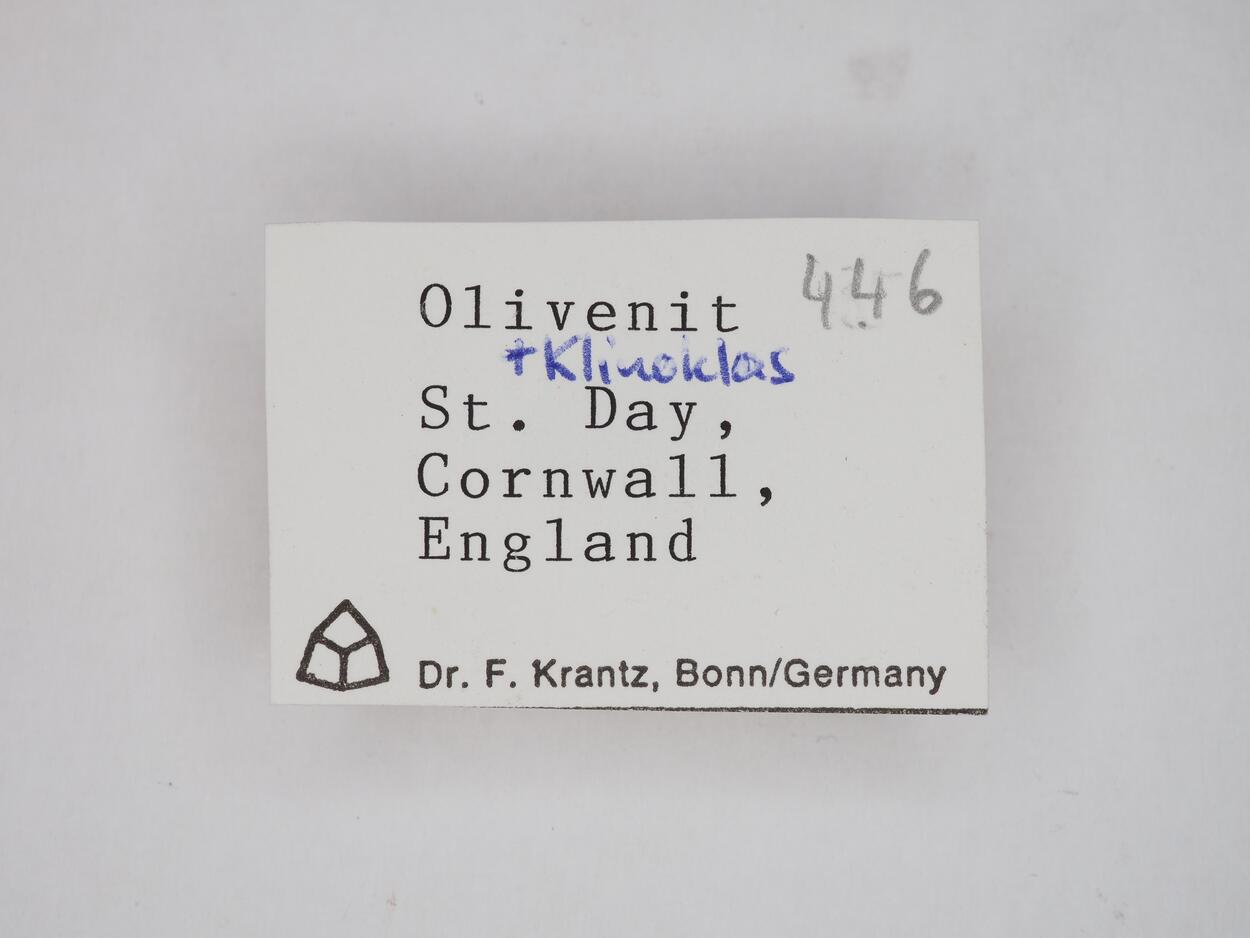 Olivenit 446
+Klinoklas
St. Day,
Cornwall,
England
Dr. F. Krantz, Bonn/Germany